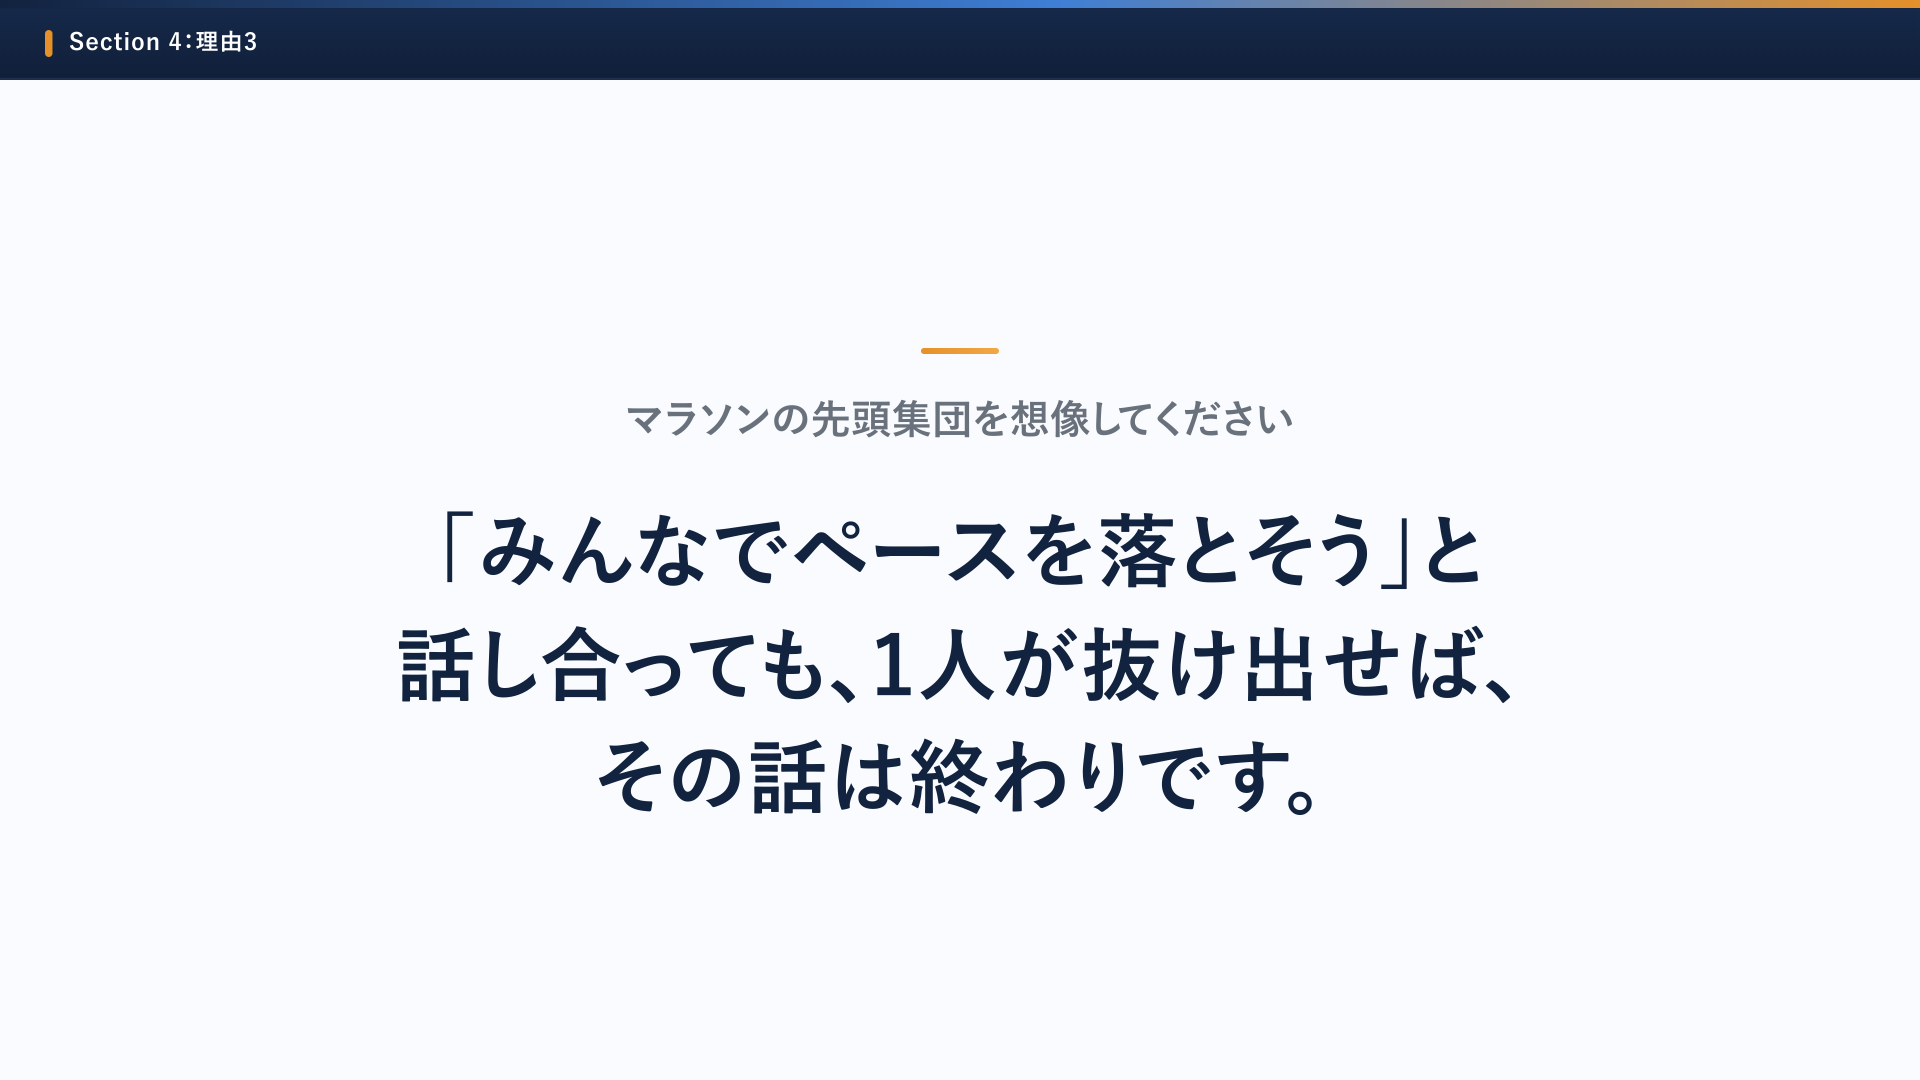 Section 4：理由3
マラソンの先頭集団を想像してください
「みんなでペースを落とそう」と
話し合っても、1人が抜け出せば、
その話は終わりです。